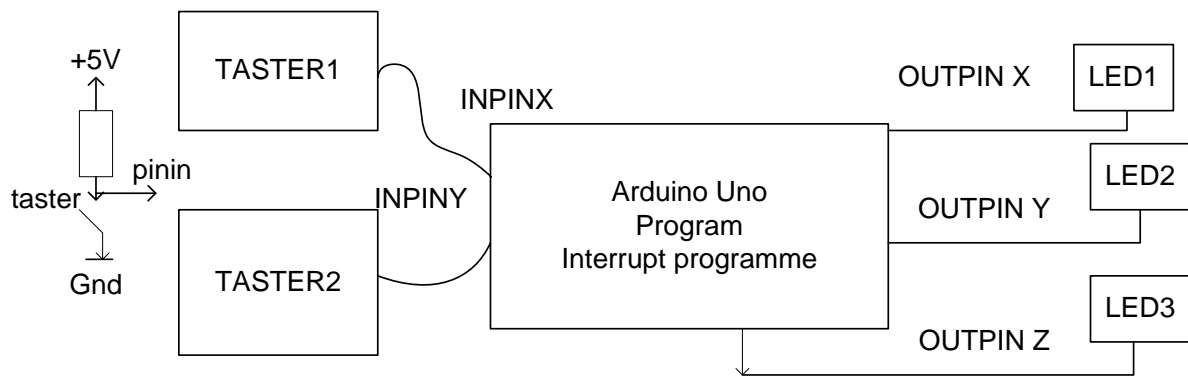 +5V
pinin
taster
Gnd
TASTER1
TASTER2
INPINX
INPINY
Arduino Uno
Program
Interrupt programme
OUTPIN X
LED1
OUTPIN Y
LED2
OUTPIN Z
LED3